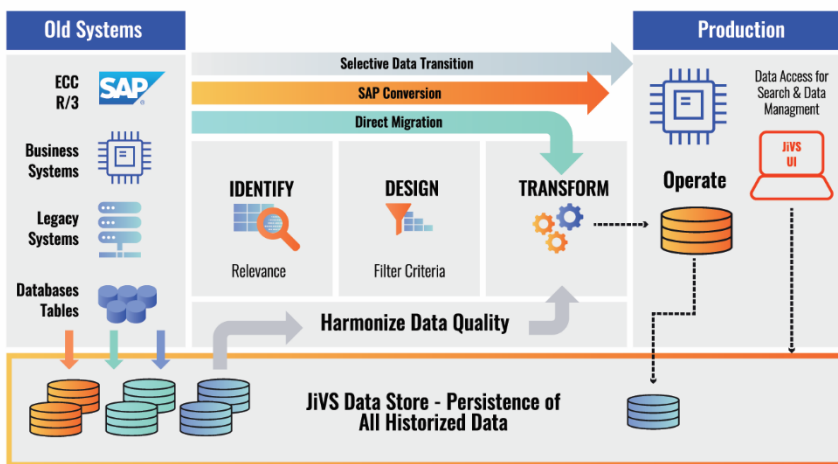 Old Systems
ECC
R/3
SAP®
Business
Systems
Legacy
Systems
Databases
Tables
Selective Data Transition
SAP Conversion
Direct Migration
IDENTIFY
Relevance
DESIGN
Filter Criteria
TRANSFORM
Harmonize Data Quality
Production
Data Access for
Search & Data
Managment
JiVS
UI
Operate
JiVS Data Store - Persistence of
All Historized Data